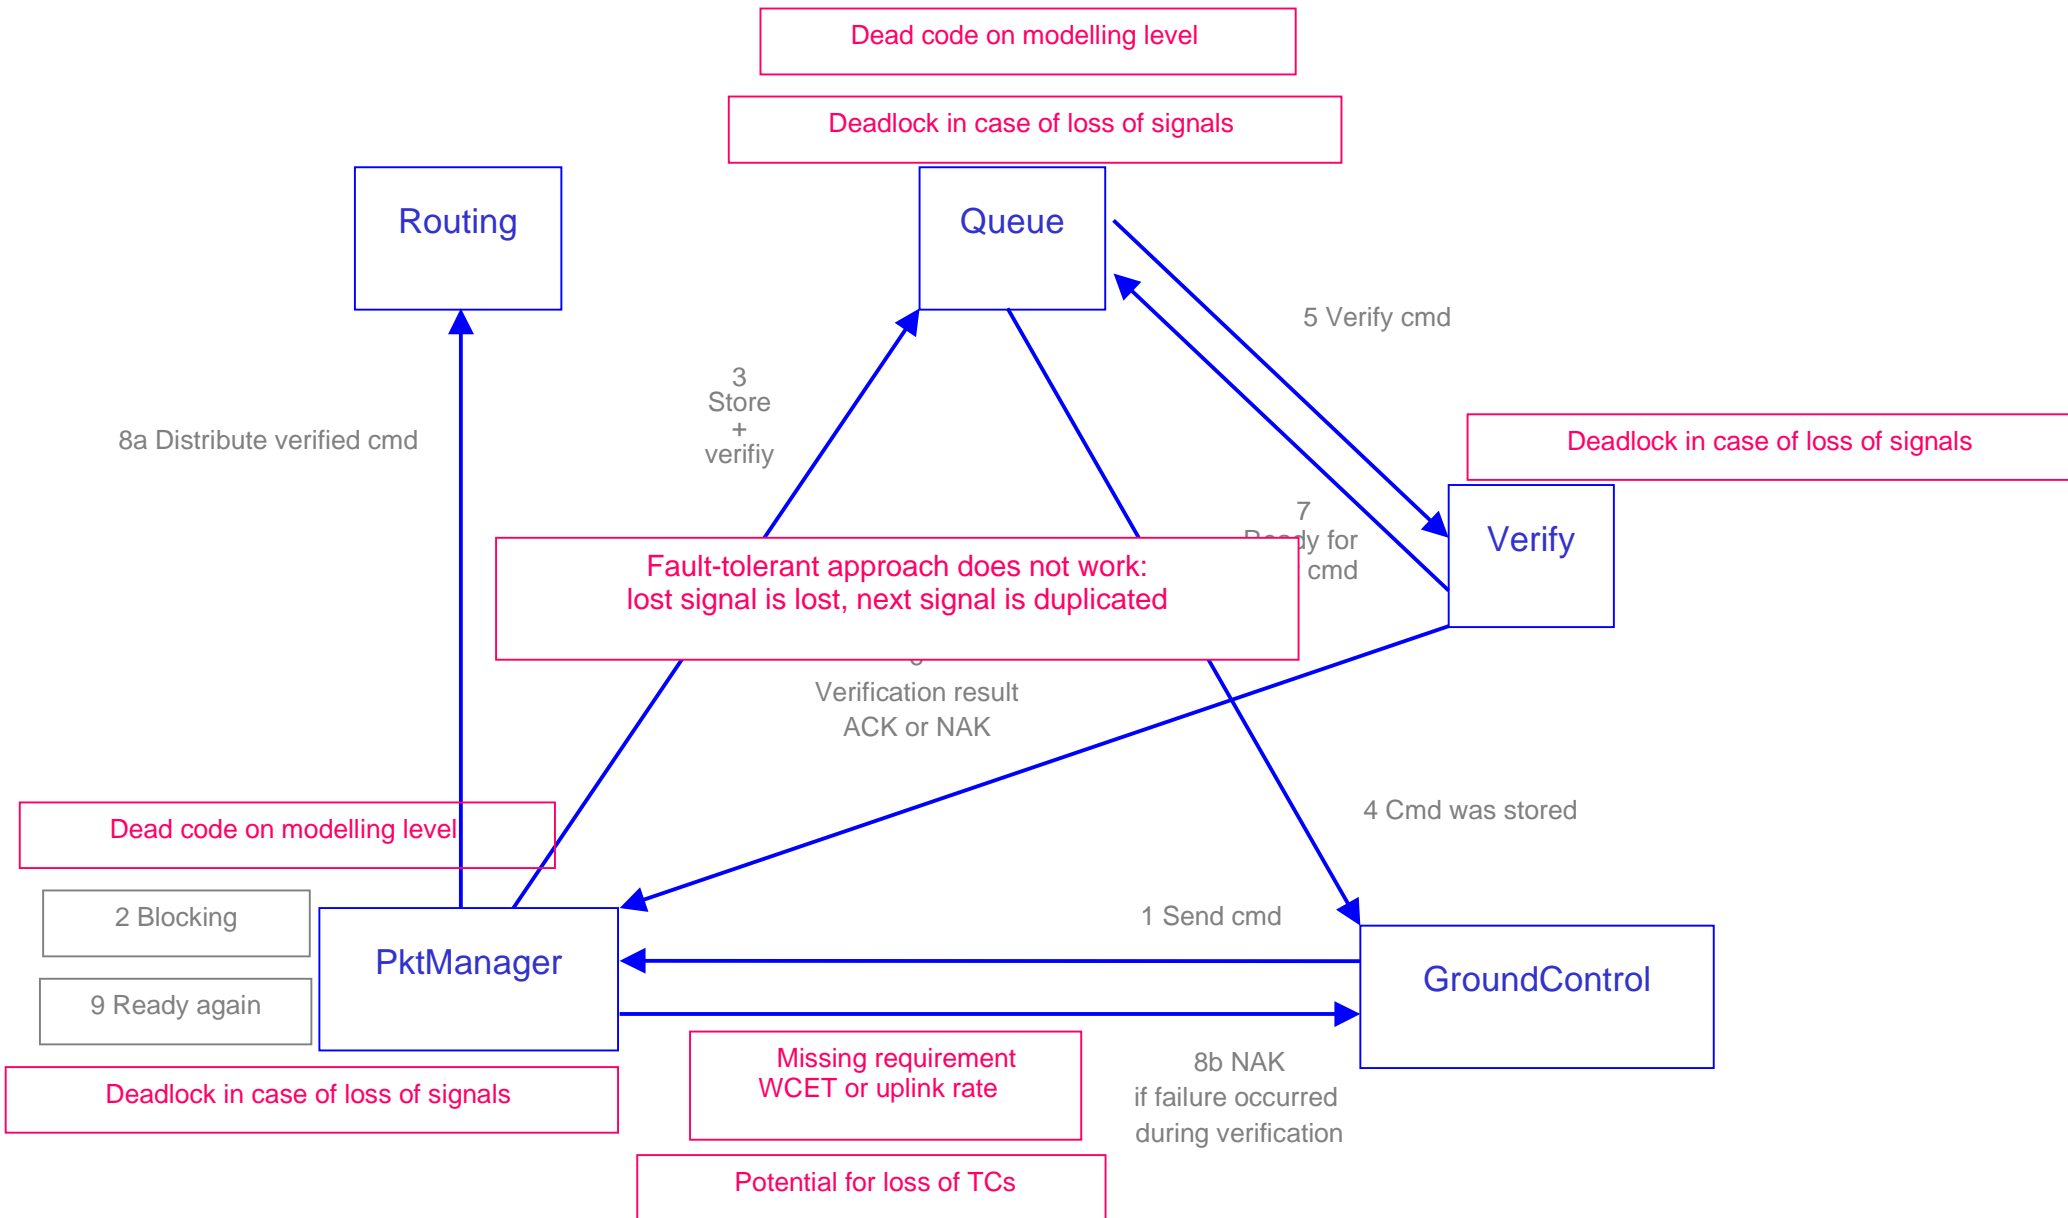 Dead code on modelling level
Deadlock in case of loss of signals
Routing
Queue
5 Verify cmd
3
Store
+
verifiy
8a Distribute verified cmd
Deadlock in case of loss of signals
7
for
cmd
Verify
Fault-tolerant approach does not work:
lost signal is lost, next signal is duplicated
Verification result
ACK or NAK
4 Cmd was stored
Dead code on modelling level
2 Blocking
1 Send cmd
PktManager
GroundControl
9 Ready again
Missing requirement
WCET or uplink rate
8b NAK
if failure occurred
during verification
Deadlock in case of loss of signals
Potential for loss of TCs